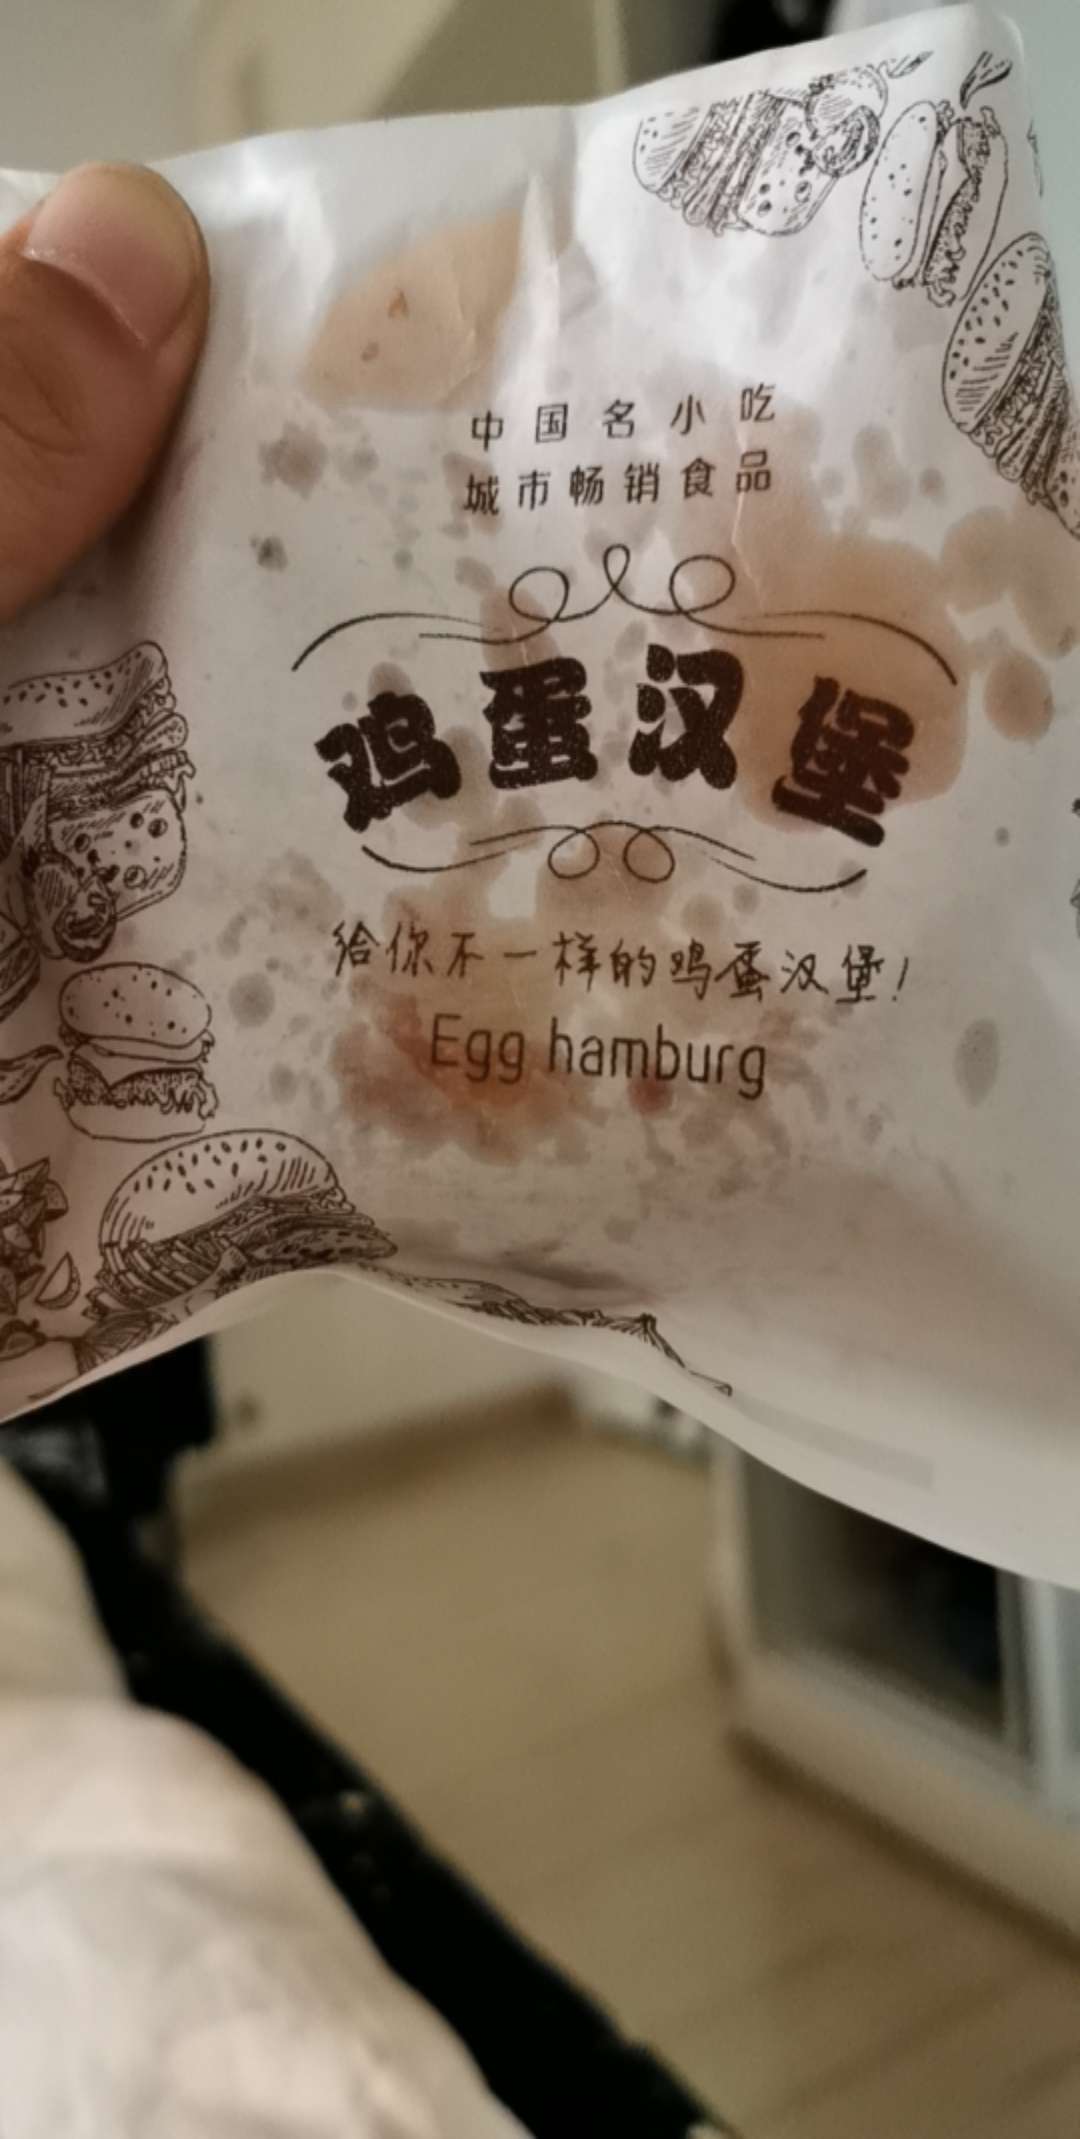 中国名小吃
城市畅销食品
鸡蛋汉堡
给你不一样的鸡蛋汉堡!
Egg hamburg